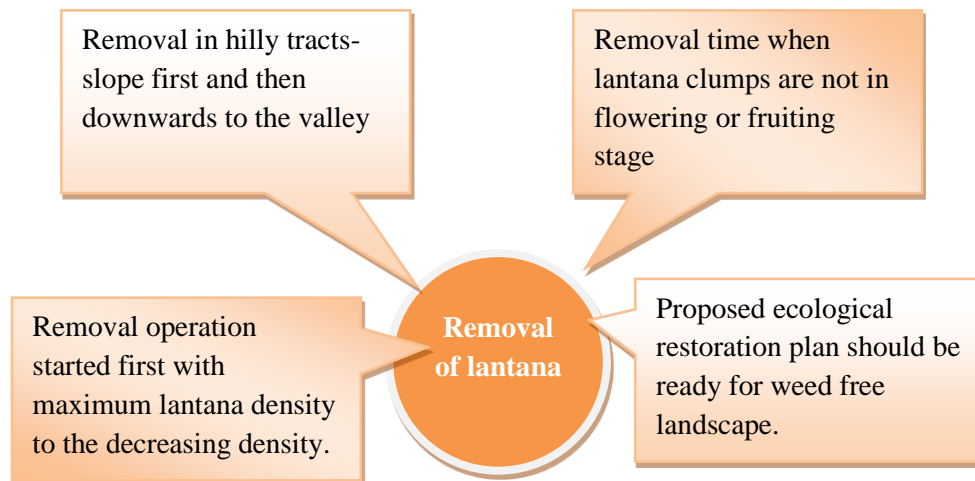 Removal in hilly tracts-
slope first and then
downwards to the valley
Removal time when
lantana clumps are not in
flowering or fruiting
stage
Removal operation
started first with
maximum lantana density
to the decreasing density.
Removal
of lantana
Proposed ecological
restoration plan should be
ready for weed free
landscape.